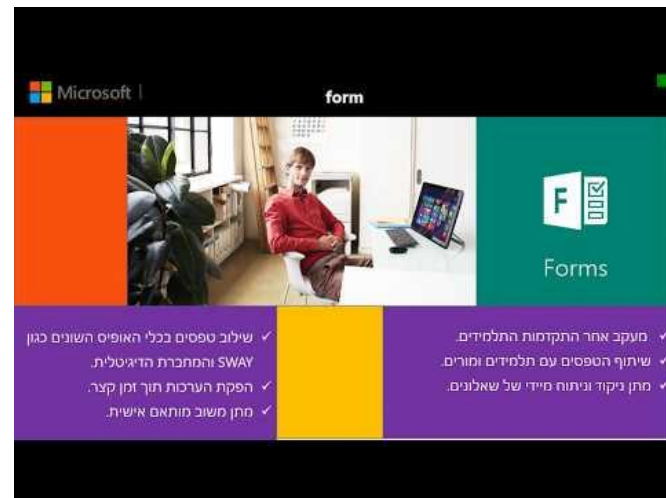 Microsoft
form
F
Forms
✓ מעקב אחר התקדמות התלמידים.
✓ שיתוף הטפסים עם תלמידים ומורים.
✓ מתן ניקוד וניתוח מיידי של שאלונים.
✓ שילוב טפסים בכלי האופיס השונים כגון
SWAY והמחברת הדיגיטלית.
✓ הפקת הערכות תוך זמן קצר.
✓ מתן משוב מותאם אישית.